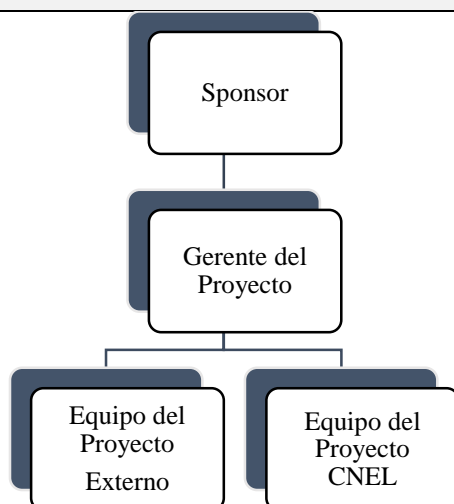 Sponsor
Gerente del
Proyecto
Equipo del
Proyecto
Externo
Equipo del
Proyecto
CNEL